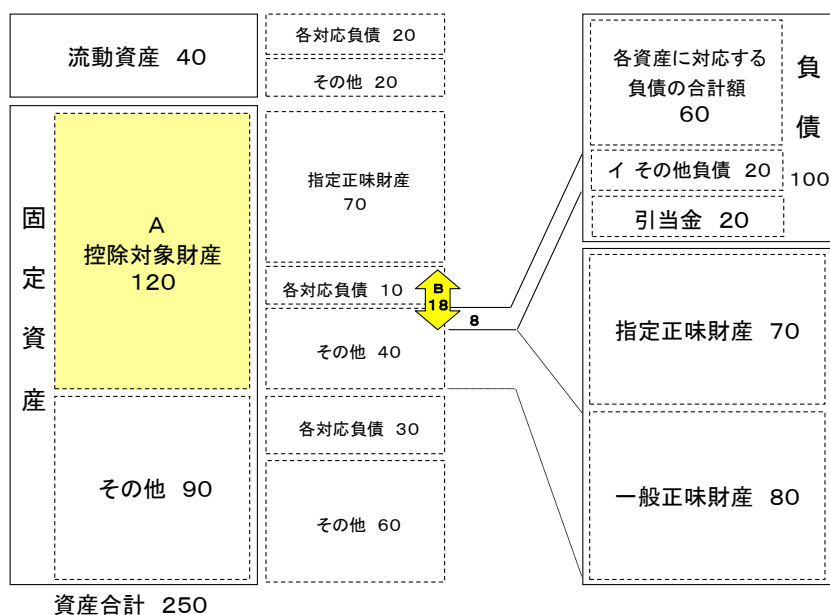 流動資産 40
固定資産
A
控除対象財産
120
その他 90
資産合計 250
各対応負債 20
その他 20
指定正味財産
70
各対応負債 10
B
18
8
その他 40
各対応負債 30
その他 60
各資産に対応する
負債の合計額
60
イ その他負債 20
引当金 20
負債
100
指定正味財産 70
一般正味財産 80